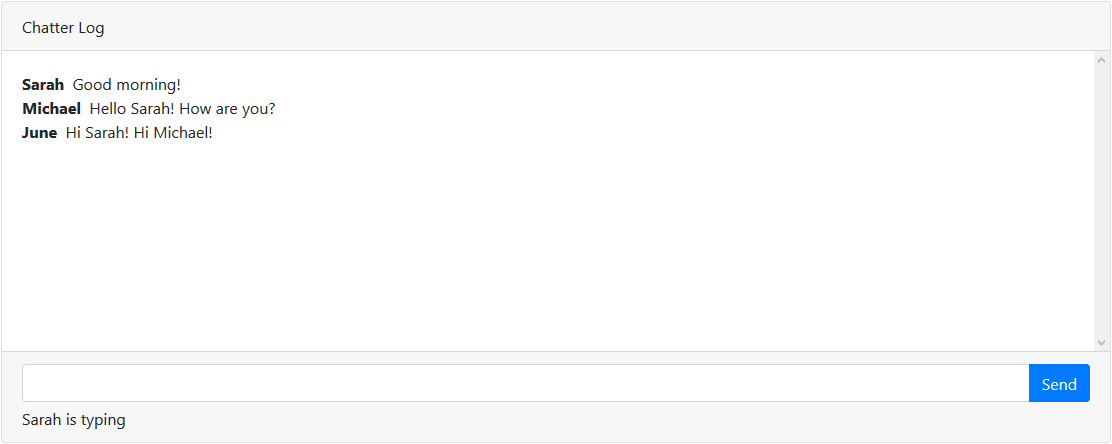 Chatter Log
Sarah Good morning!
Michael Hello Sarah! How are you?
June Hi Sarah! Hi Michael!
Send
Sarah is typing